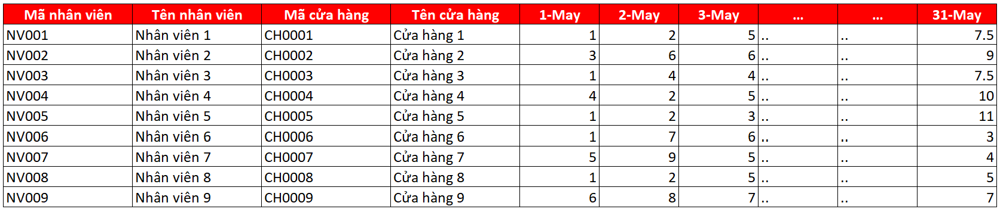 Mã nhân viên Tên nhân viên Mã cửa hàng Tên cửa hàng 1-May 2-May 3-May ... ... 31-May
NV001 Nhân viên 1 CH0001 Cửa hàng 1 1 2 5 .. .. 7.5
NV002 Nhân viên 2 CH0002 Cửa hàng 2 3 6 6 .. .. 9
NV003 Nhân viên 3 CH0003 Cửa hàng 3 1 4 4 .. .. 7.5
NV004 Nhân viên 4 CH0004 Cửa hàng 4 4 2 5 .. .. 10
NV005 Nhân viên 5 CH0005 Cửa hàng 5 1 2 3 .. .. 11
NV006 Nhân viên 6 CH0006 Cửa hàng 6 1 7 6 .. .. 3
NV007 Nhân viên 7 CH0007 Cửa hàng 7 5 9 5 .. .. 4
NV008 Nhân viên 8 CH0008 Cửa hàng 8 1 2 5 .. .. 5
NV009 Nhân viên 9 CH0009 Cửa hàng 9 6 8 7 .. .. 7